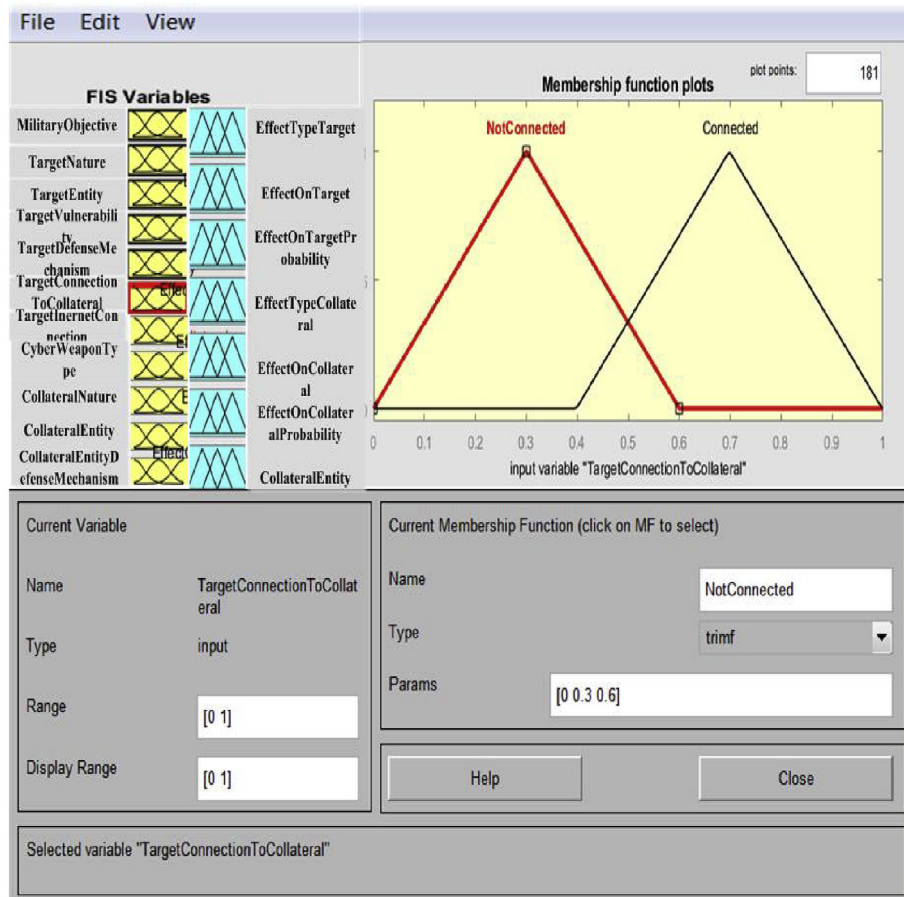 File Edit View
FIS Variables
MilitaryObjective
TargetNature
TargetEntity
TargetVulnerabili
ty
TargetDefenseMe
chanism
TargetConnection
ToCollateral
TargetInernetCon
nection
CyberWeaponTy
pe
CollateralNature
CollateralEntity
CollateralEntityD
efenseMechanism
EffectTypeTarget
EffectOnTarget
EffectOnTargetPr
obability
EffectTypeCollate
ral
EffectOnCollater
al
EffectOnCollater
alProbability
CollateralEntity
Membership function plots
plot points:
181
NotConnected
Connected
0 0.1 0.2 0.3 0.4 0.5 0.6 0.7 0.8 0.9 1
input variable "TargetConnectionToCollateral"
Current Variable
Name
TargetConnectionToCollat
eral
Type
input
Range
[0 1]
Display Range
[0 1]
Current Membership Function (click on MF to select)
Name
NotConnected
Type
trimf
Params
[0 0.3 0.6]
Help
Close
Selected variable "TargetConnectionToCollateral"